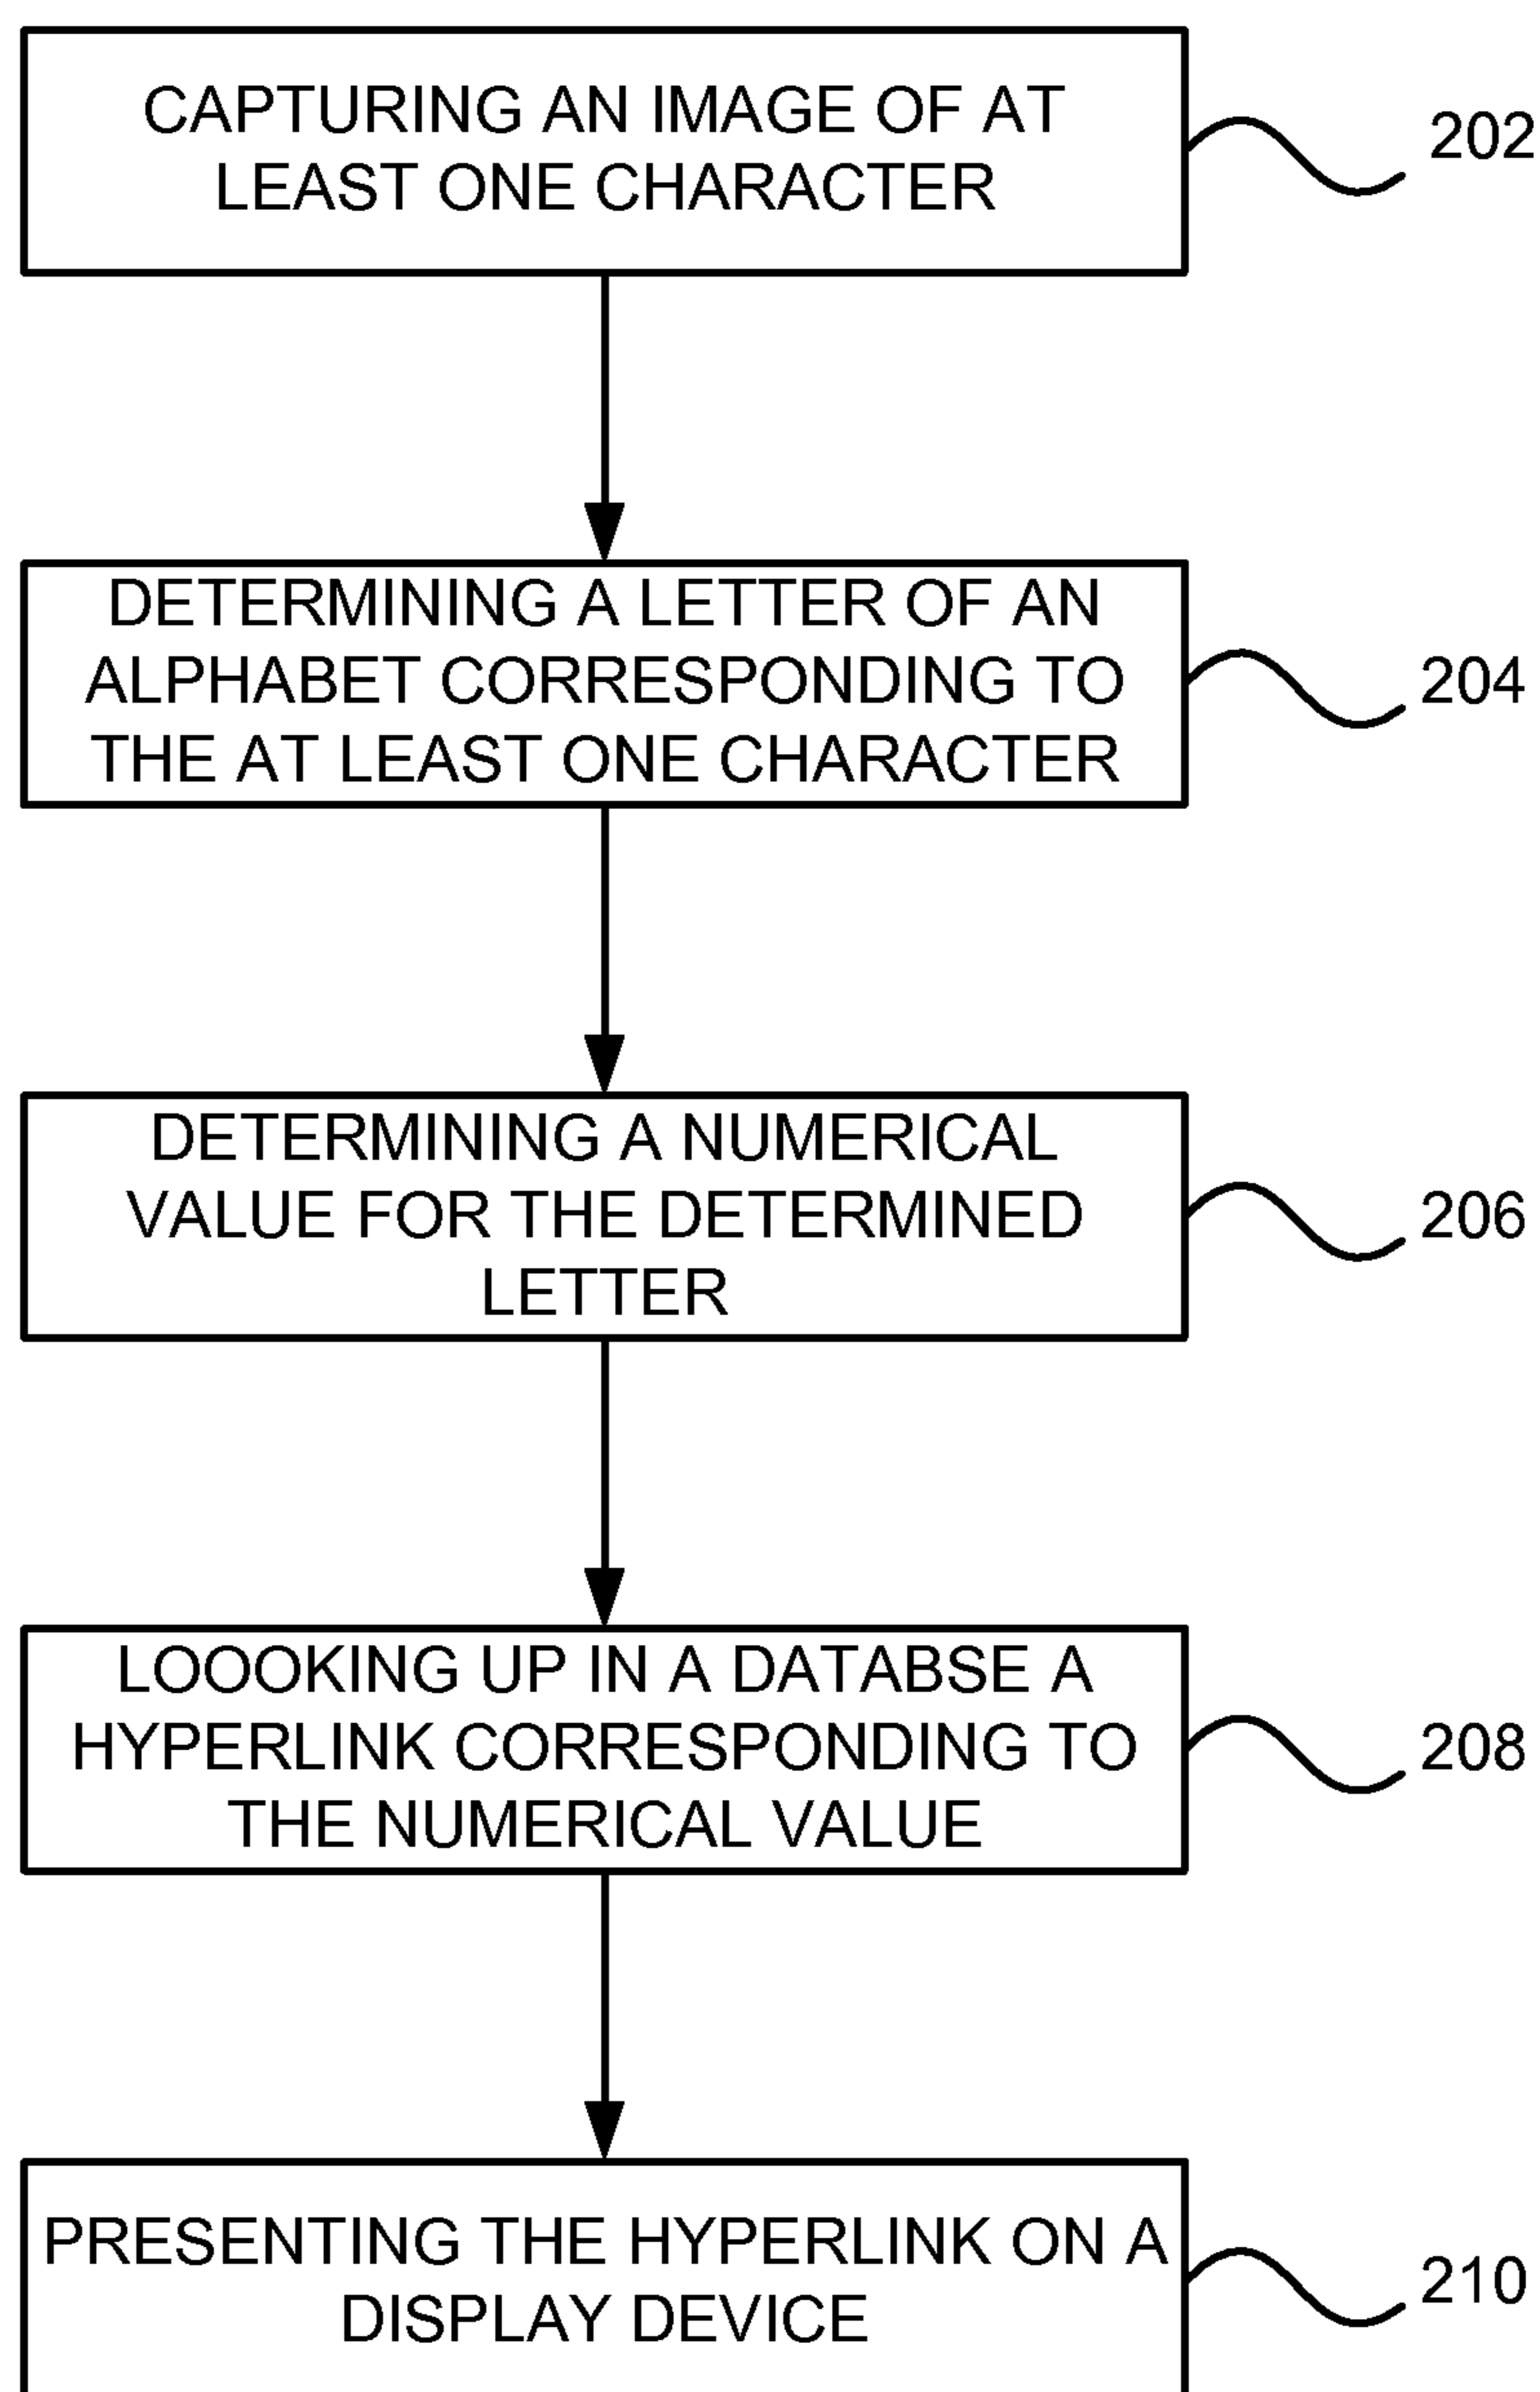 CAPTURING AN IMAGE OF AT
LEAST ONE CHARACTER
202
DETERMINING A LETTER OF AN
ALPHABET CORRESPONDING TO
THE AT LEAST ONE CHARACTER
204
DETERMINING A NUMERICAL
VALUE FOR THE DETERMINED
LETTER
206
LOOOKING UP IN A DATABSE A
HYPERLINK CORRESPONDING TO
THE NUMERICAL VALUE
208
PRESENTING THE HYPERLINK ON A
DISPLAY DEVICE
210